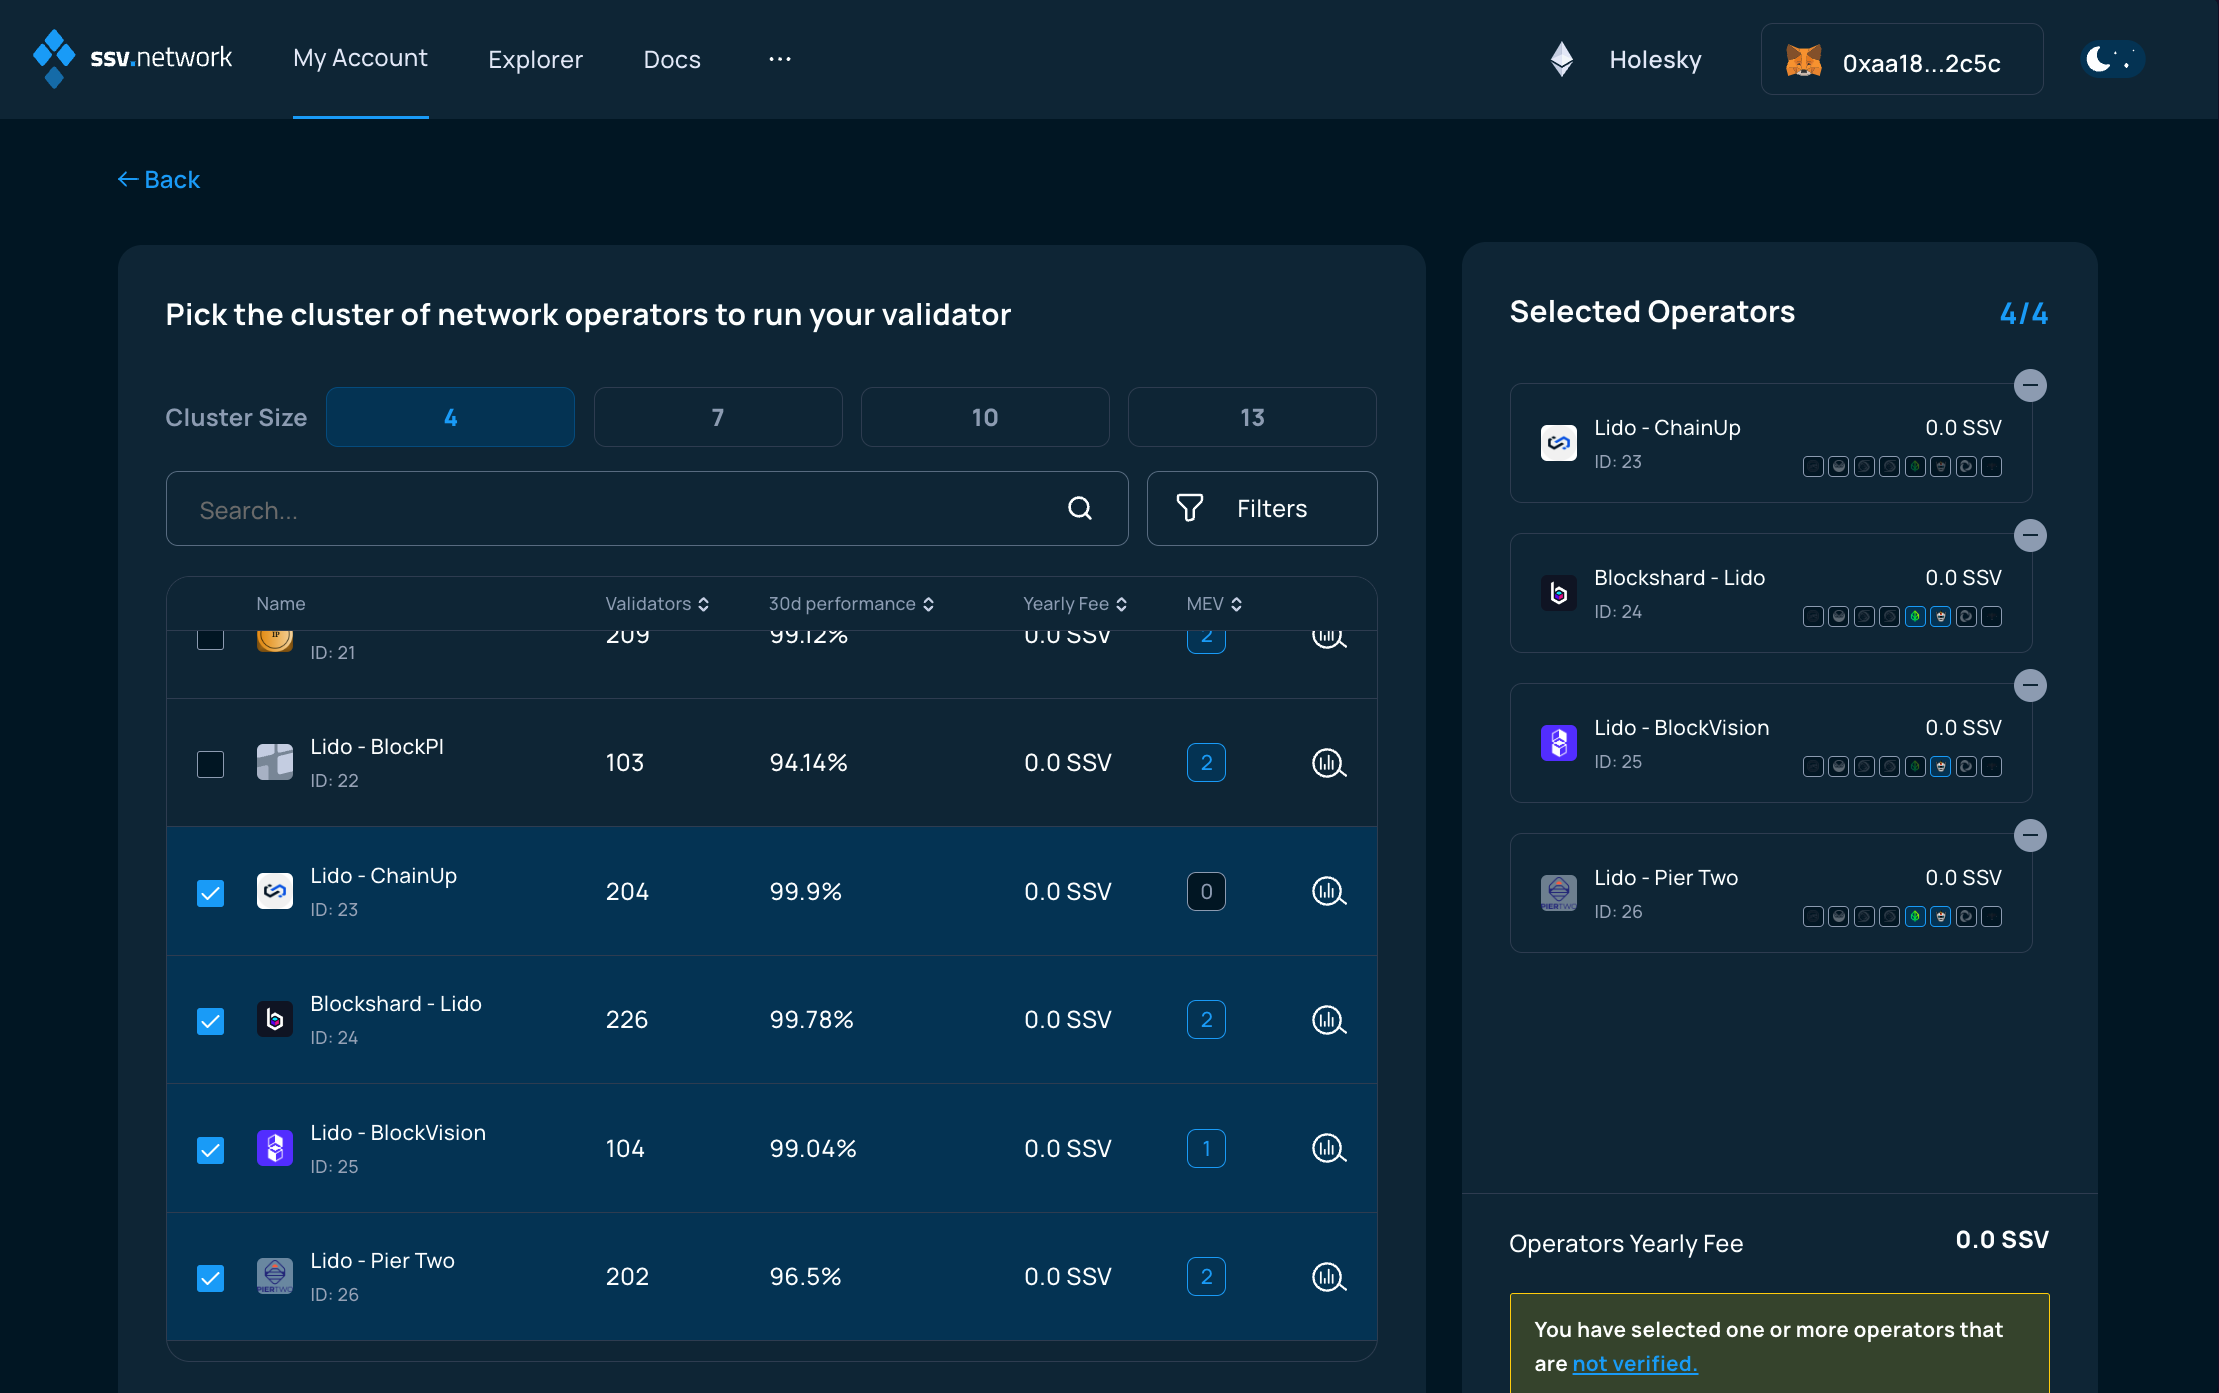 ssv.network
My Account
Explorer
Docs
...
Holesky
0xaa18...2c5c
Back
Pick the cluster of network operators to run your validator
Cluster Size
4
7
10
13
Search...
Filters
Name
Validators
30d performance
Yearly Fee
MEV
ID: 21
209
99.12%
0.0 SSV
2
Lido - BlockPI
ID: 22
103
94.14%
0.0 SSV
2
Lido - ChainUp
ID: 23
204
99.9%
0.0 SSV
0
Blockshard - Lido
ID: 24
226
99.78%
0.0 SSV
2
Lido - BlockVision
ID: 25
104
99.04%
0.0 SSV
1
PIERTWO
Lido - Pier Two
ID: 26
202
96.5%
0.0 SSV
2
Selected Operators
4/4
Lido - ChainUp
0.0 SSV
ID: 23
Blockshard - Lido
0.0 SSV
ID: 24
Lido - BlockVision
0.0 SSV
ID: 25
PIERTWO
Lido - Pier Two
0.0 SSV
ID: 26
Operators Yearly Fee
0.0 SSV
You have selected one or more operators that
are not verified.